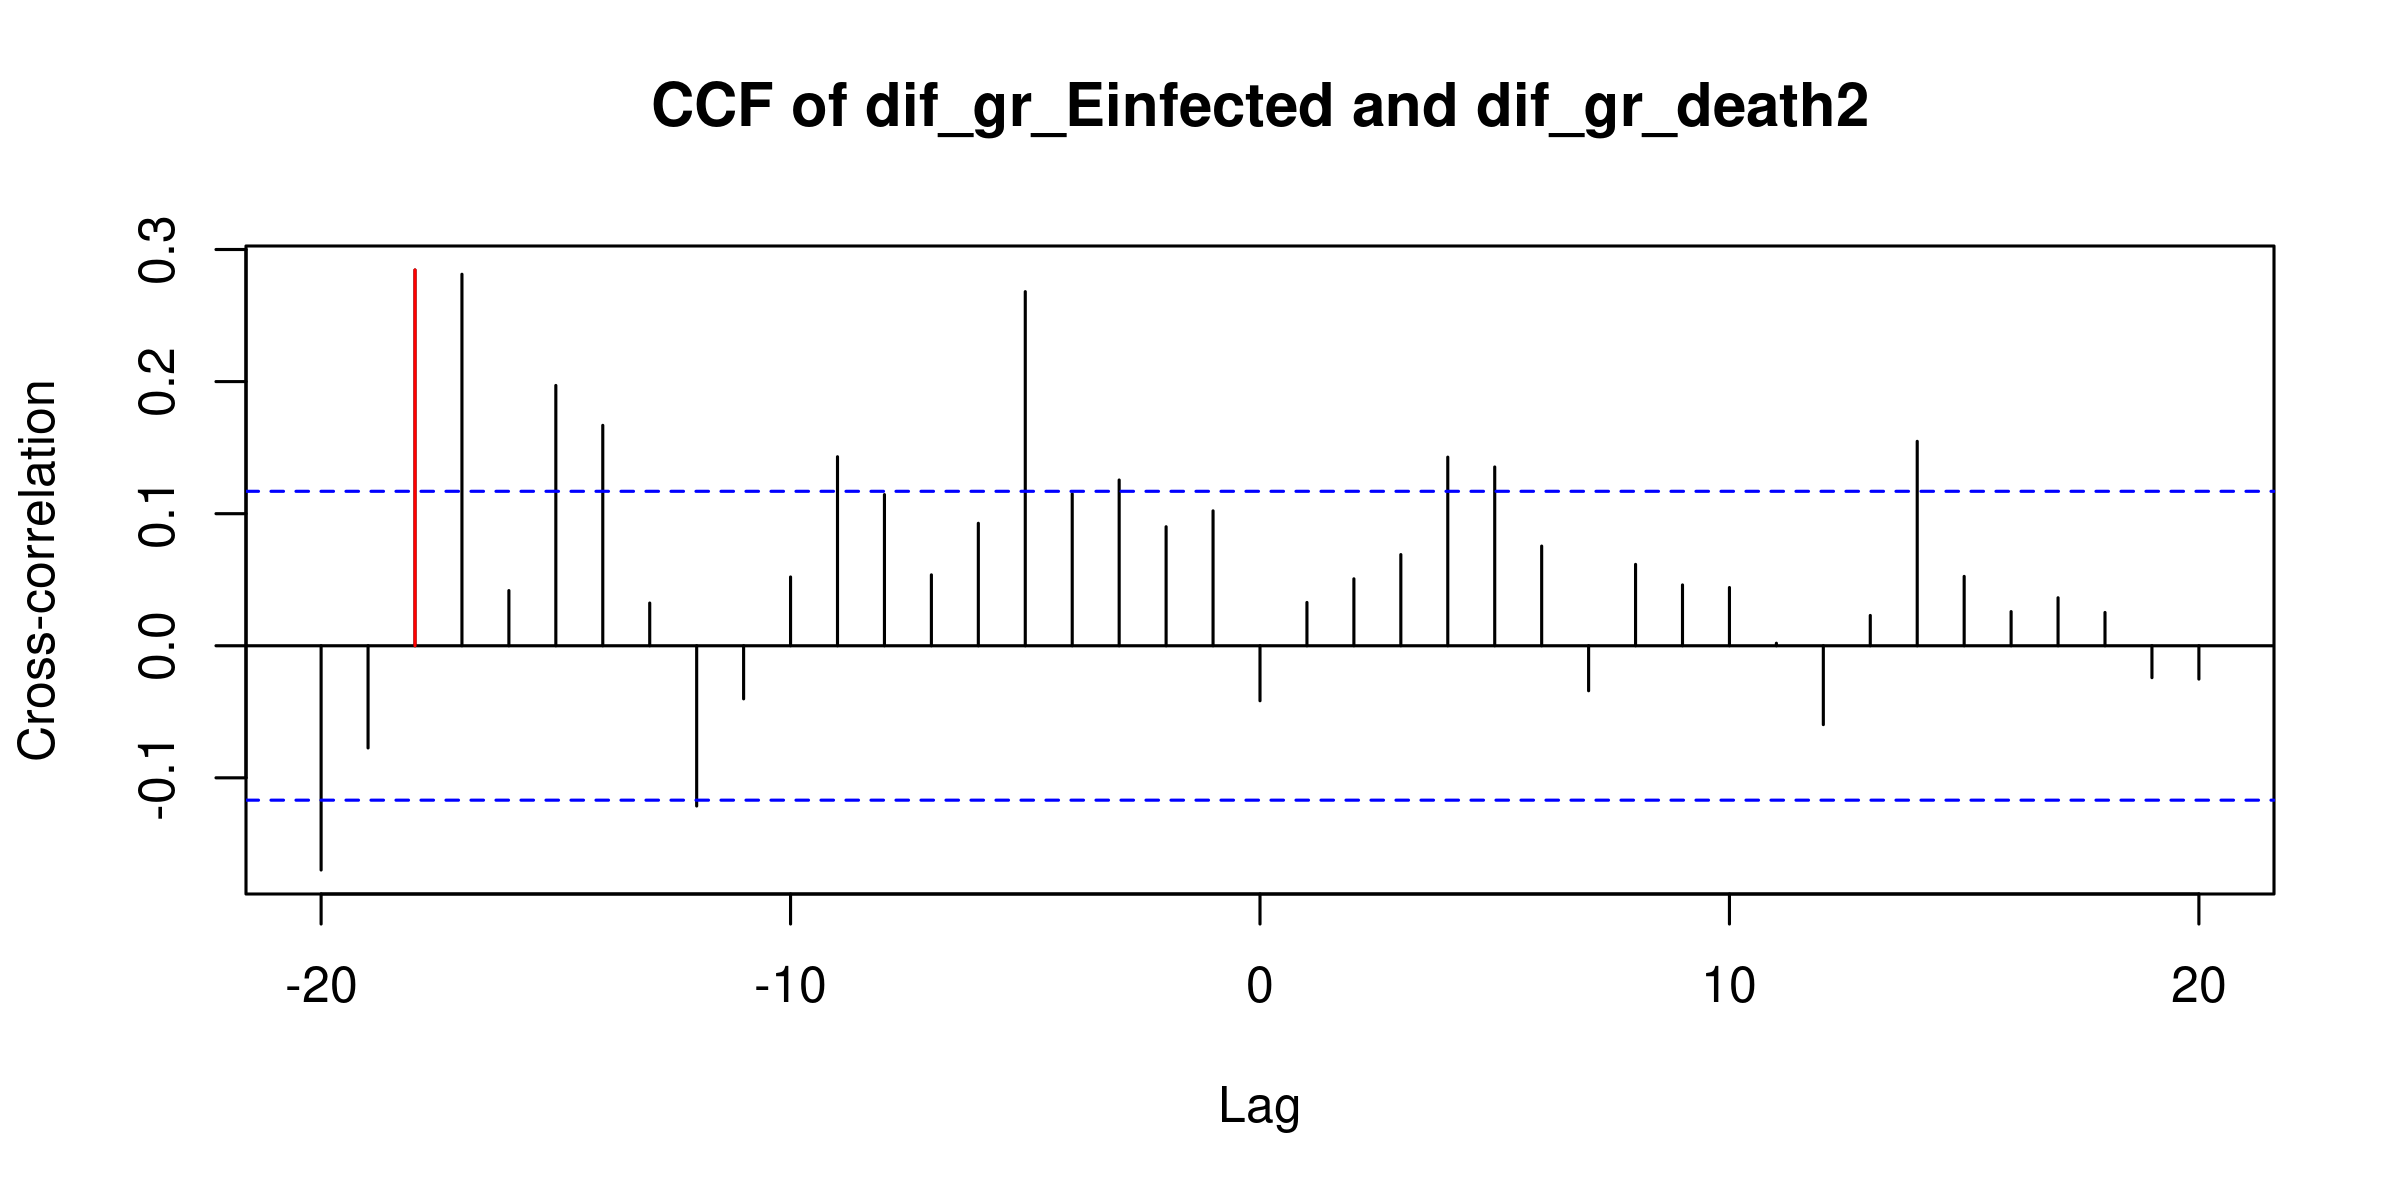 CCF of dif_gr_Einfected and dif_gr_death2
Cross-correlation
0.3
0.2
0.1
0.0
-0.1
-20 -10 0 10 20
Lag